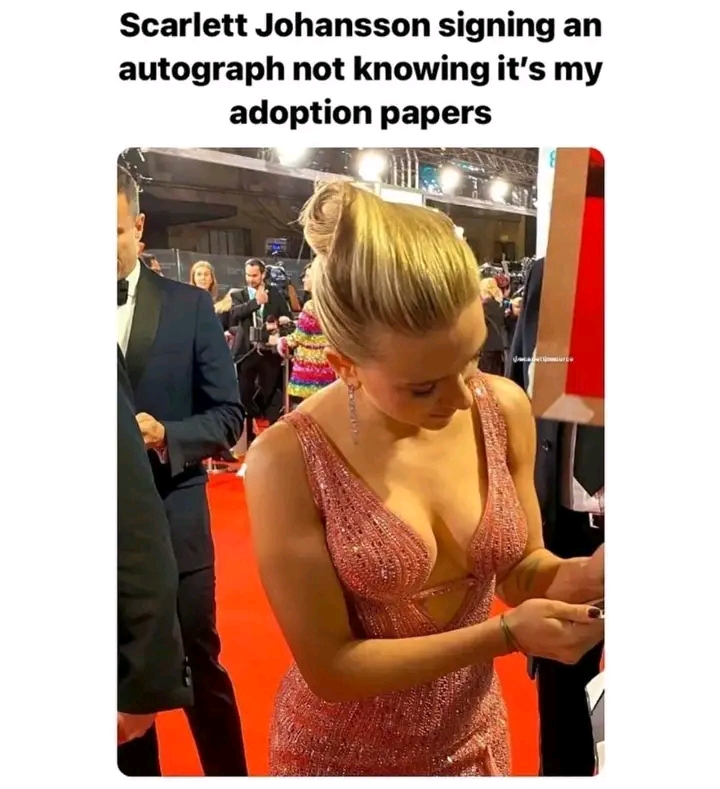 Scarlett Johansson signing an
autograph not knowing it’s my
adoption papers